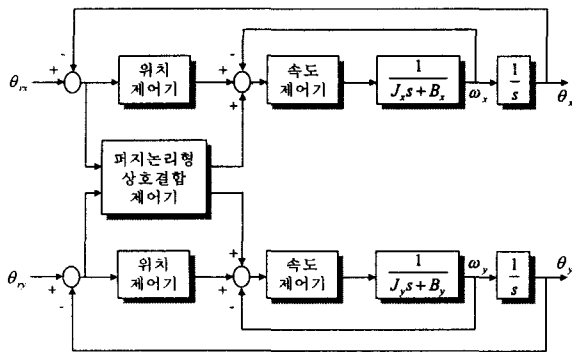 -
-
θrx
+
위치
제어기
+
+
속도
제어기
1
Jxs+Bx
ωx
1
s
θx
퍼지논리형
상호결합
제어기
θry
+
-
위치
제어기
+
+
-
속도
제어기
1
Jys+By
ωy
1
s
θy